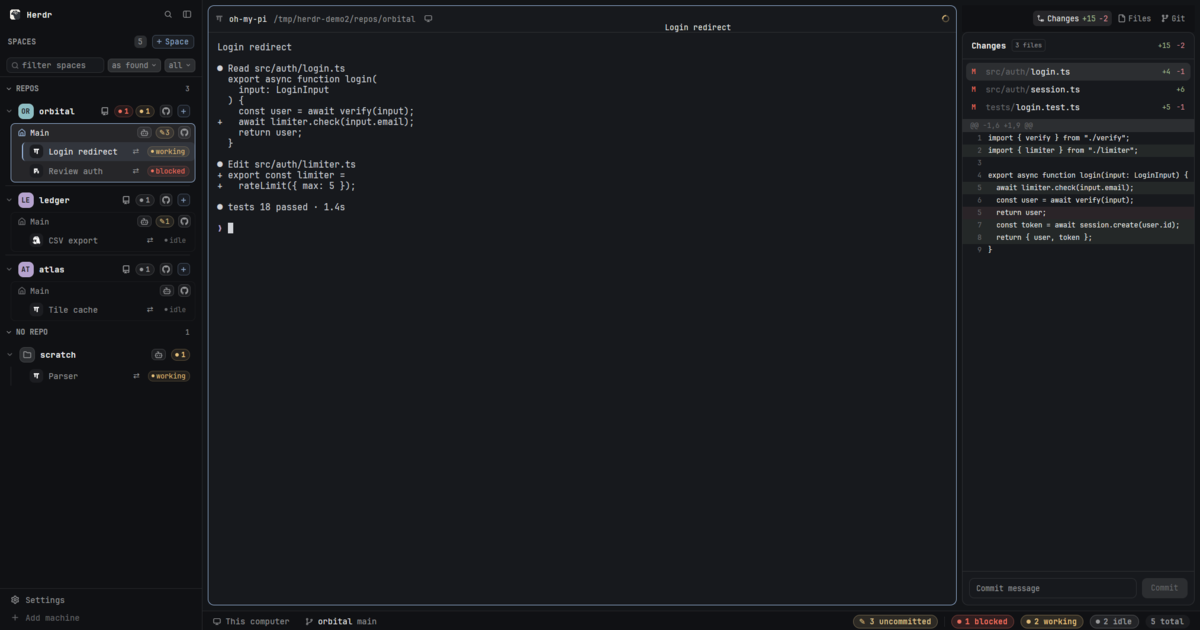 Herdr
SPACES 5 + Space
filter spaces as found all
REPOS 3
OR orbital 1 1 +
Main 3
Login redirect working
Review auth blocked
LE ledger 1 +
Main 1
CSV export idle
AT atlas 1 +
Main
Tile cache idle
NO REPO 1
scratch 1
Parser working
Settings
+ Add machine
oh-my-pi /tmp/herdr-demo2/repos/orbital
Login redirect
Login redirect
● Read src/auth/login.ts
export async function login(
input: LoginInput
) {
const user = await verify(input);
+ await limiter.check(input.email);
return user;
}
● Edit src/auth/limiter.ts
+ export const limiter =
+ rateLimit({ max: 5 });
● tests 18 passed · 1.4s
❯
This computer orbital main
3 uncommitted 1 blocked 2 working 2 idle 5 total
Changes +15 -2 Files Git
Changes 3 files +15 -2
M src/auth/login.ts +4 -1
M src/auth/session.ts +6
M tests/login.test.ts +5 -1
@@ -1,6 +1,9 @@
1 import { verify } from "./verify";
2 import { limiter } from "./limiter";
3
4 export async function login(input: LoginInput) {
5 await limiter.check(input.email);
6 const user = await verify(input);
5 return user;
7 const token = await session.create(user.id);
8 return { user, token };
9 }
Commit message Commit